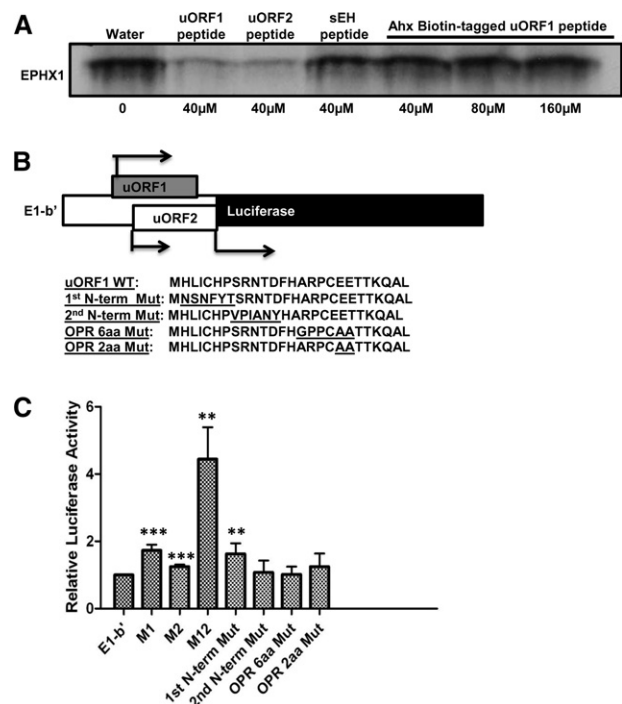 A
Water
uORF1 peptide
uORF2 peptide
sEH peptide
Ahx Biotin-tagged uORF1 peptide
EPHX1
0 40µM 40µM 40µM 40µM 80µM 160µM
B
uORF1
E1-b'
uORF2
Luciferase
uORF1 WT: MHLICHPSRNTDFHARPCEETTKQAL
1st N-term Mut: MNSNFYTSRNTDFHARPCEETTKQAL
2nd N-term Mut: MHLICHPVPIANYHARPCEETTKQAL
OPR 6aa Mut: MHLICHPSRNTDFHGPPCAATTKQAL
OPR 2aa Mut: MHLICHPSRNTDFHARPCAATTKQAL
C
Relative Luciferase Activity
6
4
2
0
***
***
**
**
E1-b'
M1
M2
M12
1st N-term Mut
2nd N-term Mut
OPR 6aa Mut
OPR 2aa Mut